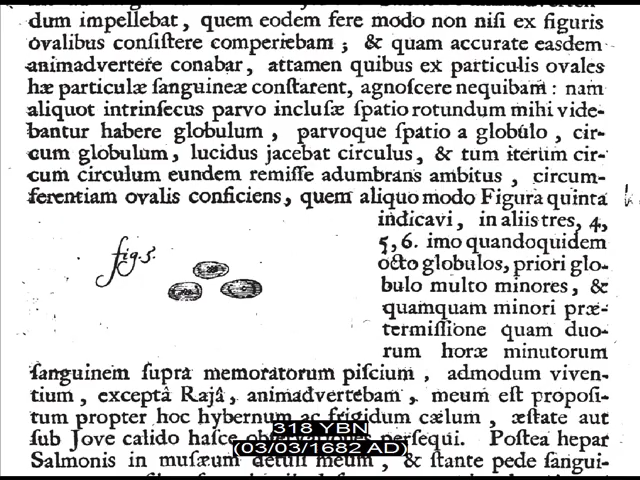 dum impellebat, quem eodem fere modo non niſi ex figuris
ovalibus conſiſtere comperiebam; & quam accurate easdem
animadvertere conabar, attamen quibus ex particulis ovales
hæ particulæ ſanguineæ conſtarent, agnoſcere nequibam: nam
aliquot intrinſecus parvo incluſæ ſpatio rotundum mihi vide-
bantur habere globulum, parvoque ſpatio a globulo, cir-
cum globulum, lucidus jacebat circulus, & tum iterum cir-
cum circulum eundem remiſſe adumbrans ambitus, circum-
ferentiam ovalis conficiens, quem aliquo modo Figura quinta
indicavi, in aliis tres, 4,
5, 6. imo quandoquidem
octo globulos, priori glo-
bulo multo minores, &
quamquam minori præ-
termiſſione quam duo-
rum horæ minutorum
fig. 5.
ſanguinem ſupra memoratorum piſcium, admodum viven-
tium, exceptâ Rajâ, animadvertebam, meum eſt propoſi-
tum propter hoc hybernum ac frigidum cælum, æſtate aut
ſub Jove calido haſce perſequi. Poſtea hepar
Salmonis in muſæum detuli meum, & ſtante pede ſangui-
318 YBN
(03/03/1682 AD)